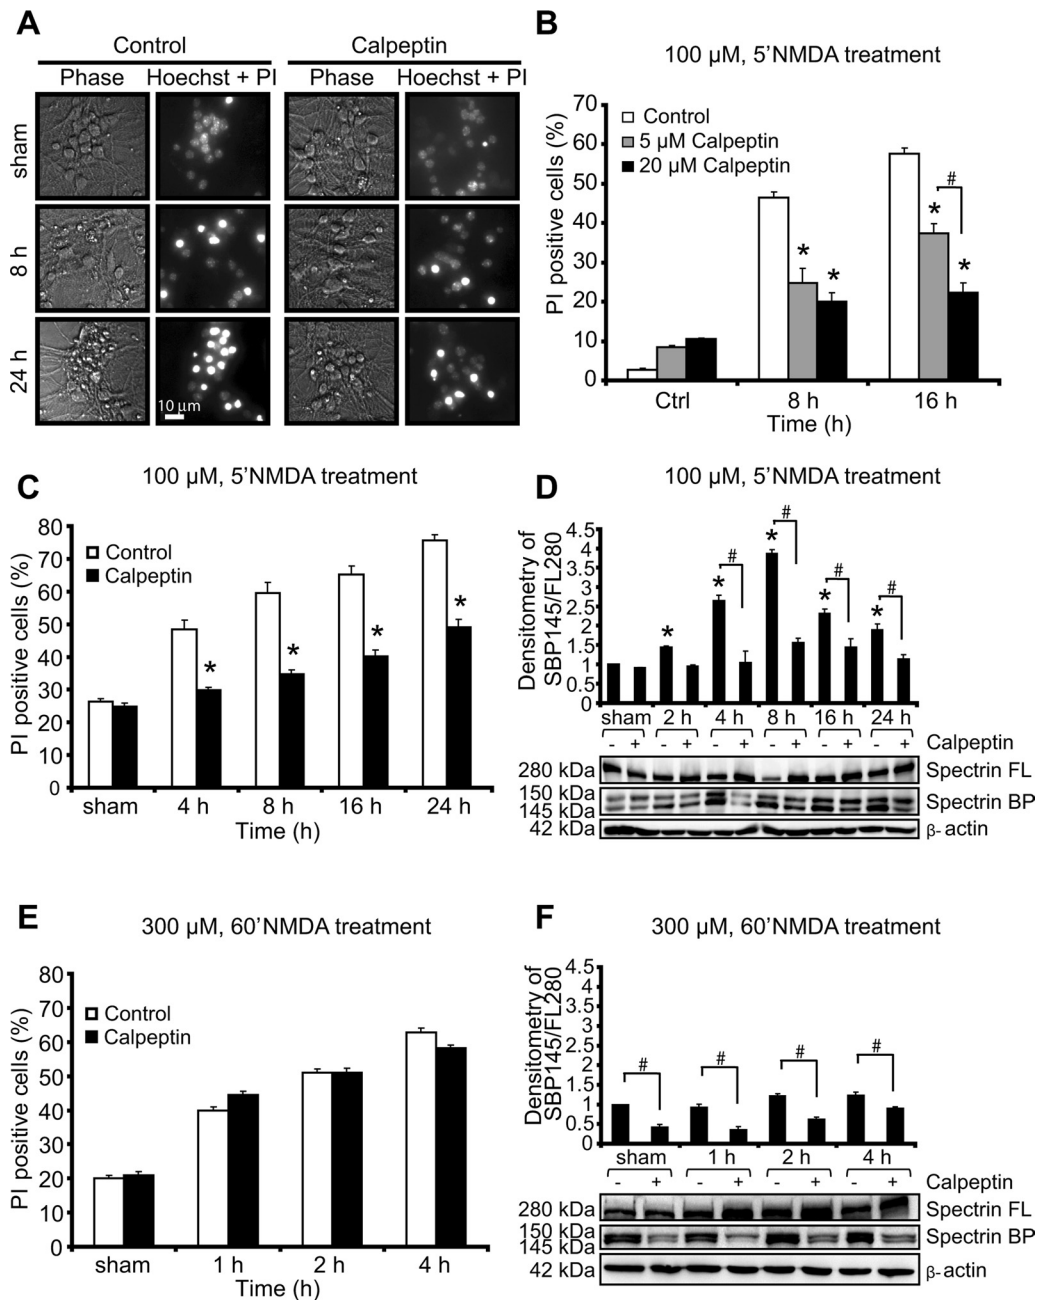 A
Control
Calpeptin
Phase
Hoechst + PI
Phase
Hoechst + PI
sham
8 h
24 h
10 µm
B
100 µM, 5'NMDA treatment
PI positive cells (%)
70
60
50
40
30
20
10
0
Control
5 µM Calpeptin
20 µM Calpeptin
* * * # *
Ctrl 8 h 16 h
Time (h)
C
100 µM, 5'NMDA treatment
PI positive cells (%)
80
70
60
50
40
30
20
10
0
Control
Calpeptin
* * * *
sham 4 h 8 h 16 h 24 h
Time (h)
D
100 µM, 5'NMDA treatment
Densitometry of
SBP145/FL280
4.5
4
3.5
3
2.5
2
1.5
1
0.5
0
* * # * # * # * #
sham 2 h 4 h 8 h 16 h 24 h
- + - + - + - + - + - + Calpeptin
280 kDa Spectrin FL
150 kDa
145 kDa Spectrin BP
42 kDa β- actin
E
300 µM, 60'NMDA treatment
PI positive cells (%)
80
70
60
50
40
30
20
10
0
Control
Calpeptin
sham 1 h 2 h 4 h
Time (h)
F
300 µM, 60'NMDA treatment
Densitometry of
SBP145/FL280
4.5
4
3.5
3
2.5
2
1.5
1
0.5
0
# # # #
sham 1 h 2 h 4 h
- + - + - + - + Calpeptin
280 kDa Spectrin FL
150 kDa
145 kDa Spectrin BP
42 kDa β- actin